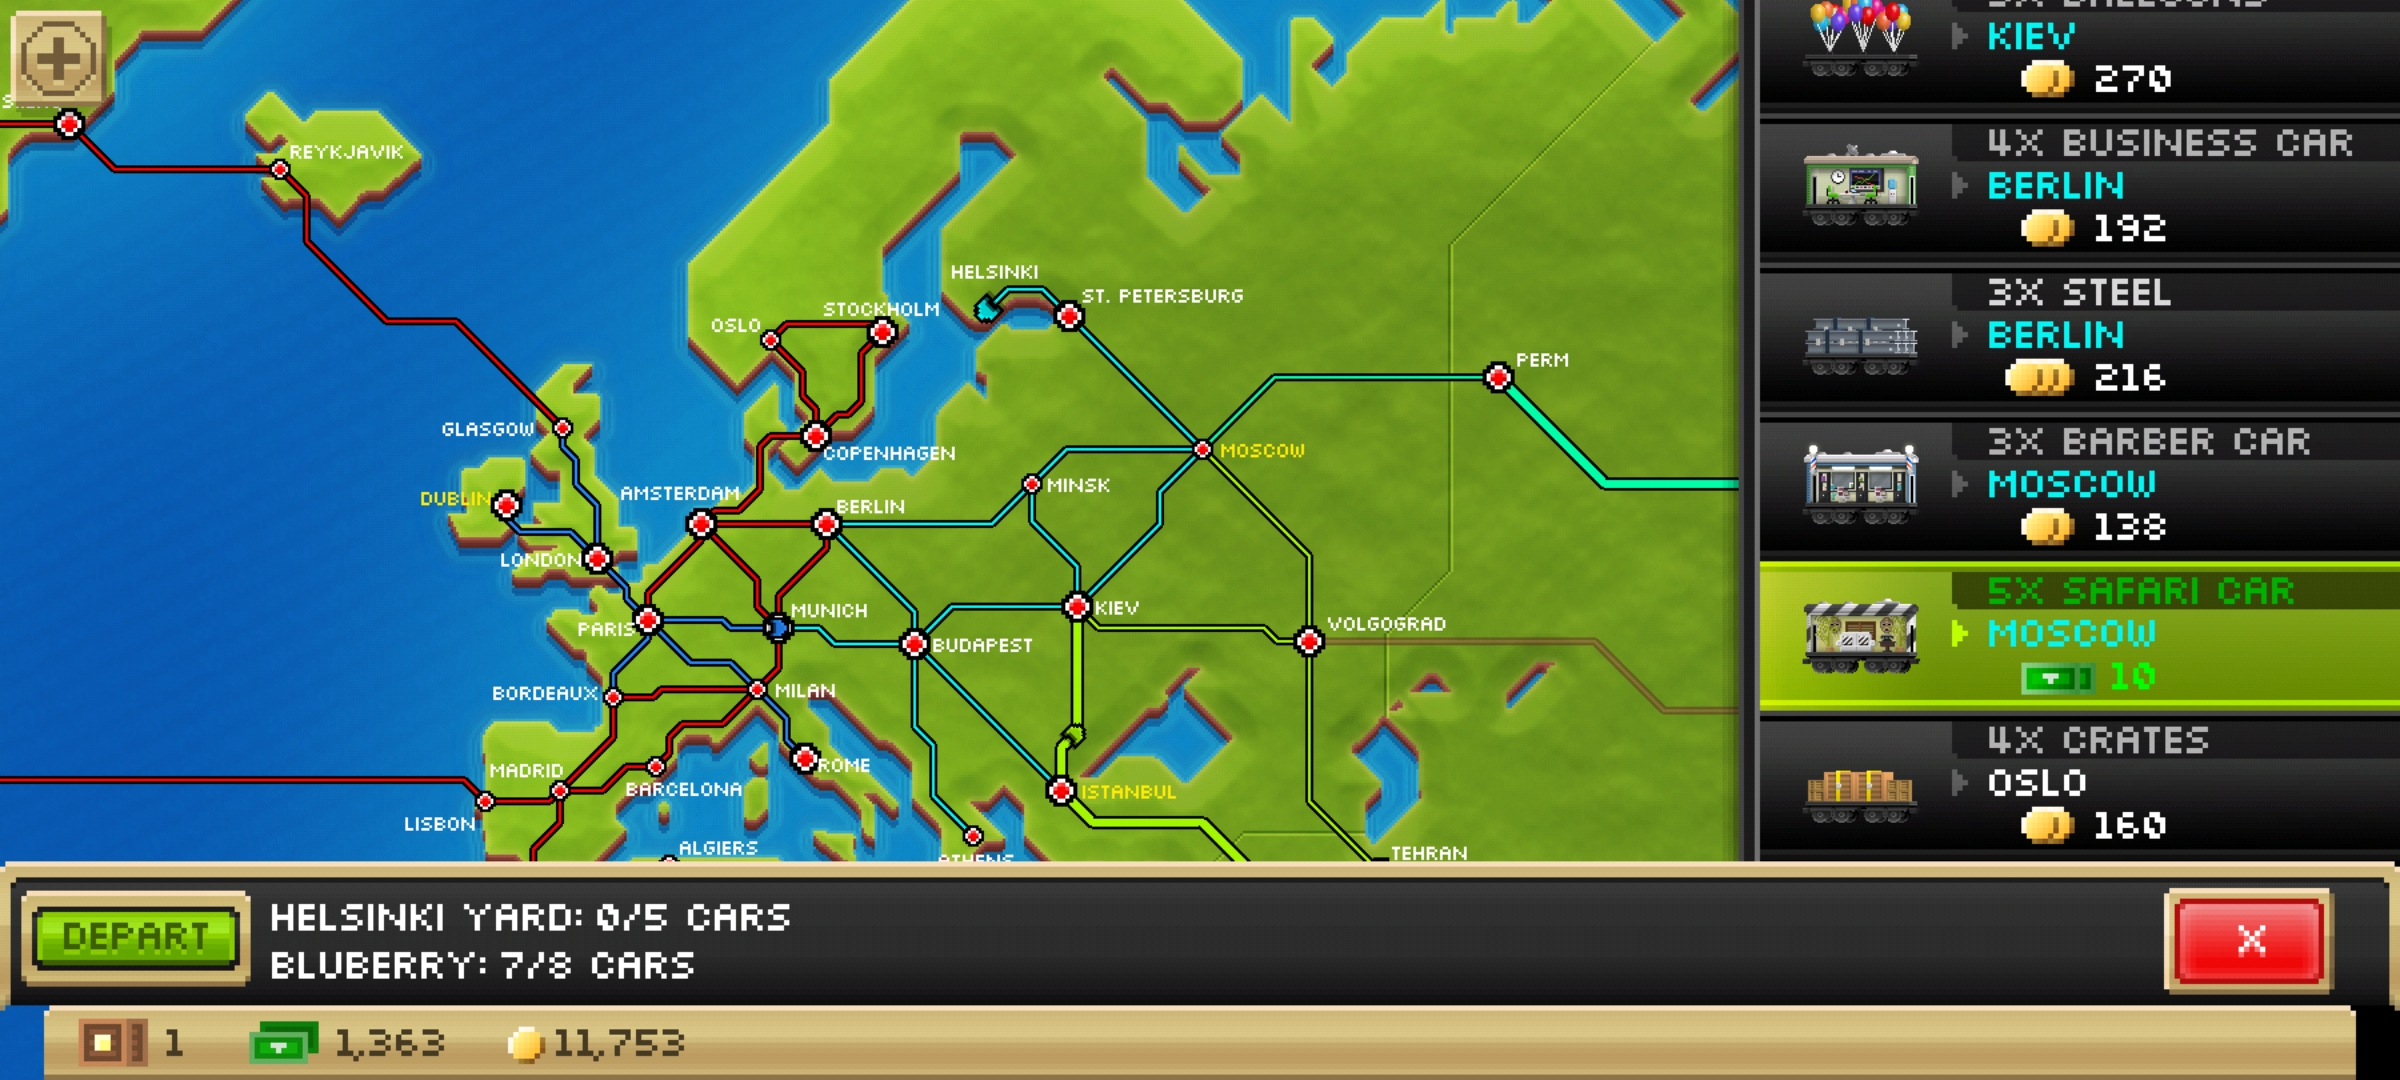 REYKJAVIK
HELSINKI
ST. PETERSBURG
STOCKHOLM
OSLO
PERM
GLASGOW
COPENHAGEN
MOSCOW
DUBLIN
AMSTERDAM
MINSK
BERLIN
LONDON
MUNICH
KIEV
PARIS
VOLGOGRAD
BUDAPEST
BORDEAUX
MILAN
MADRID
ROME
BARCELONA
ISTANBUL
LISBON
ALGIERS
TEHRAN
ATHENS
3X BALLOONS
KIEV
270
4X BUSINESS CAR
BERLIN
192
3X STEEL
BERLIN
216
3X BARBER CAR
MOSCOW
138
5X SAFARI CAR
MOSCOW
10
4X CRATES
OSLO
160
DEPART
HELSINKI YARD: 0/5 CARS
BLUBERRY: 7/8 CARS
X
1
1,363
11,753